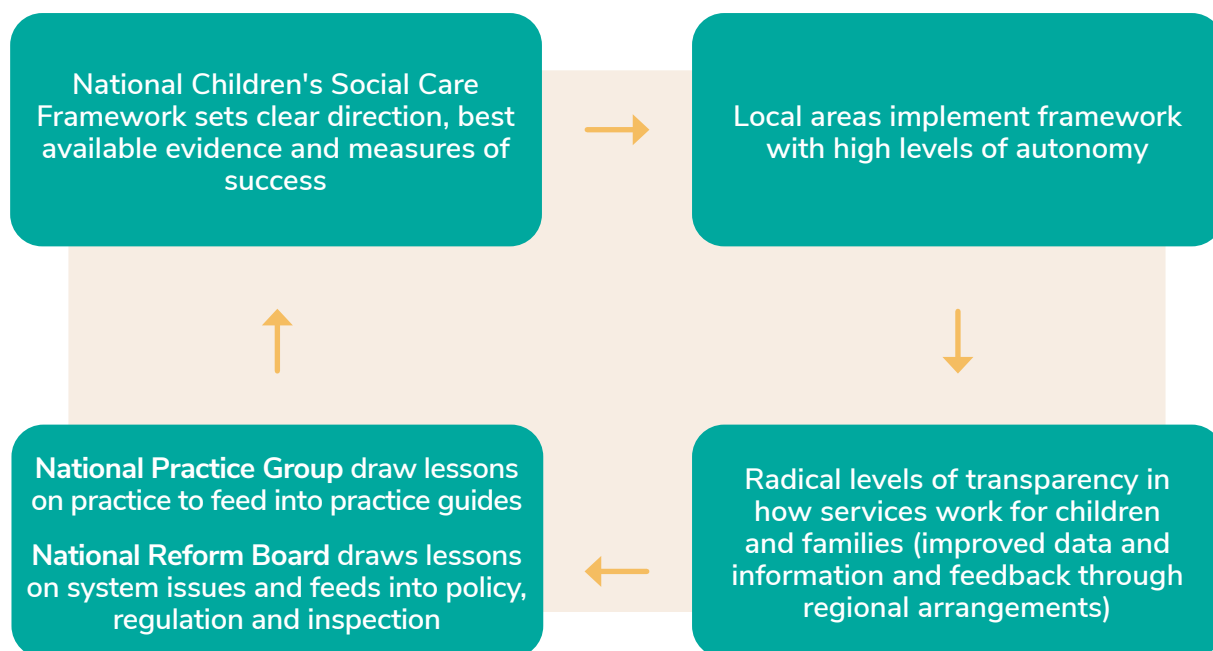 National Children's Social Care
Framework sets clear direction, best
available evidence and measures of
success
Local areas implement framework
with high levels of autonomy
National Practice Group draw lessons
on practice to feed into practice guides
National Reform Board draws lessons
on system issues and feeds into policy,
regulation and inspection
Radical levels of transparency in
how services work for children
and families (improved data and
information and feedback through
regional arrangements)